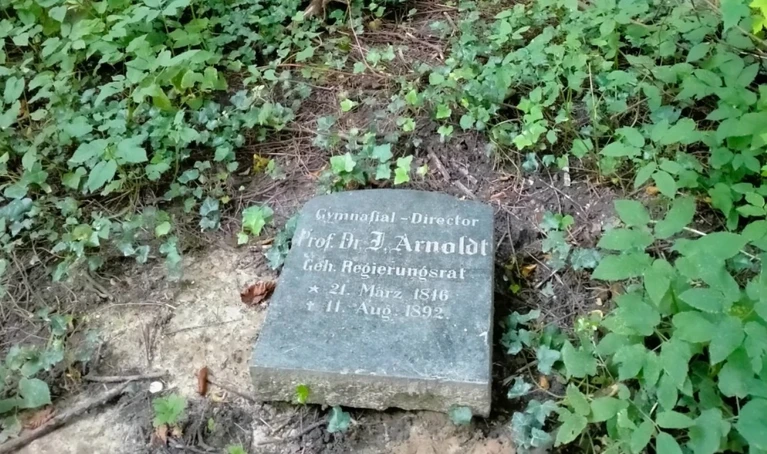 Gymnaſial-Director
Prof. Dr. J. Arnoldt
Geh. Regierungsrat
* 21. März 1816
† 11. Aug. 1892.